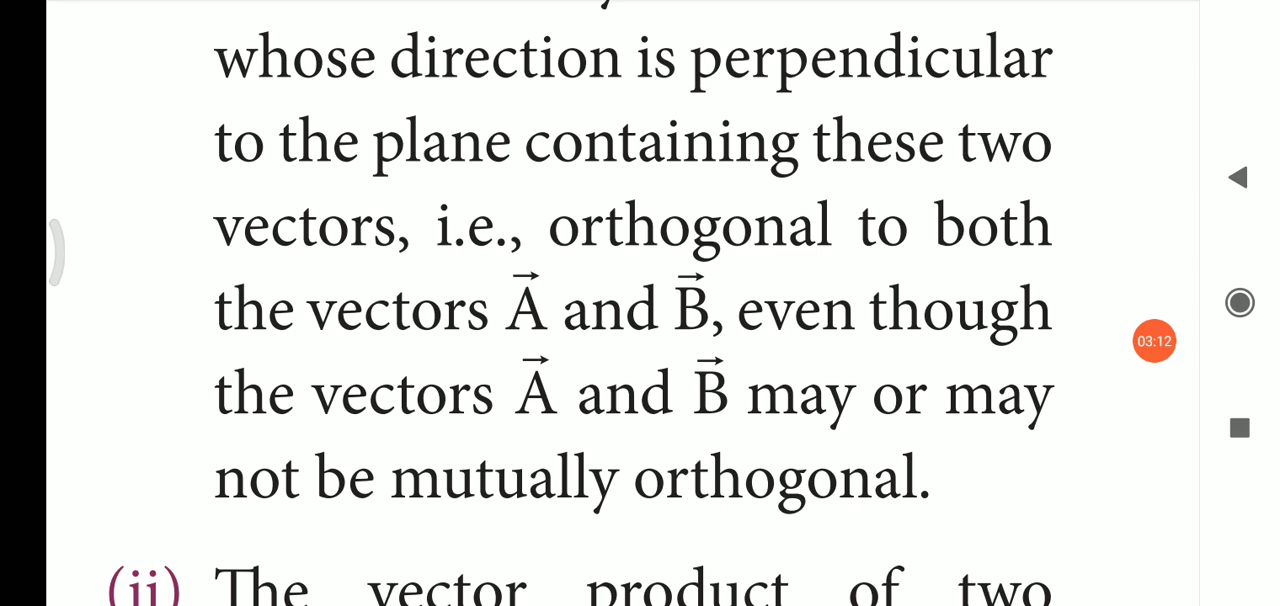 whose direction is perpendicular
to the plane containing these two
vectors, i.e., orthogonal to both
the vectors A⃗ and B⃗, even though
the vectors A⃗ and B⃗ may or may
not be mutually orthogonal.
(ii) The vector product of two
03:12